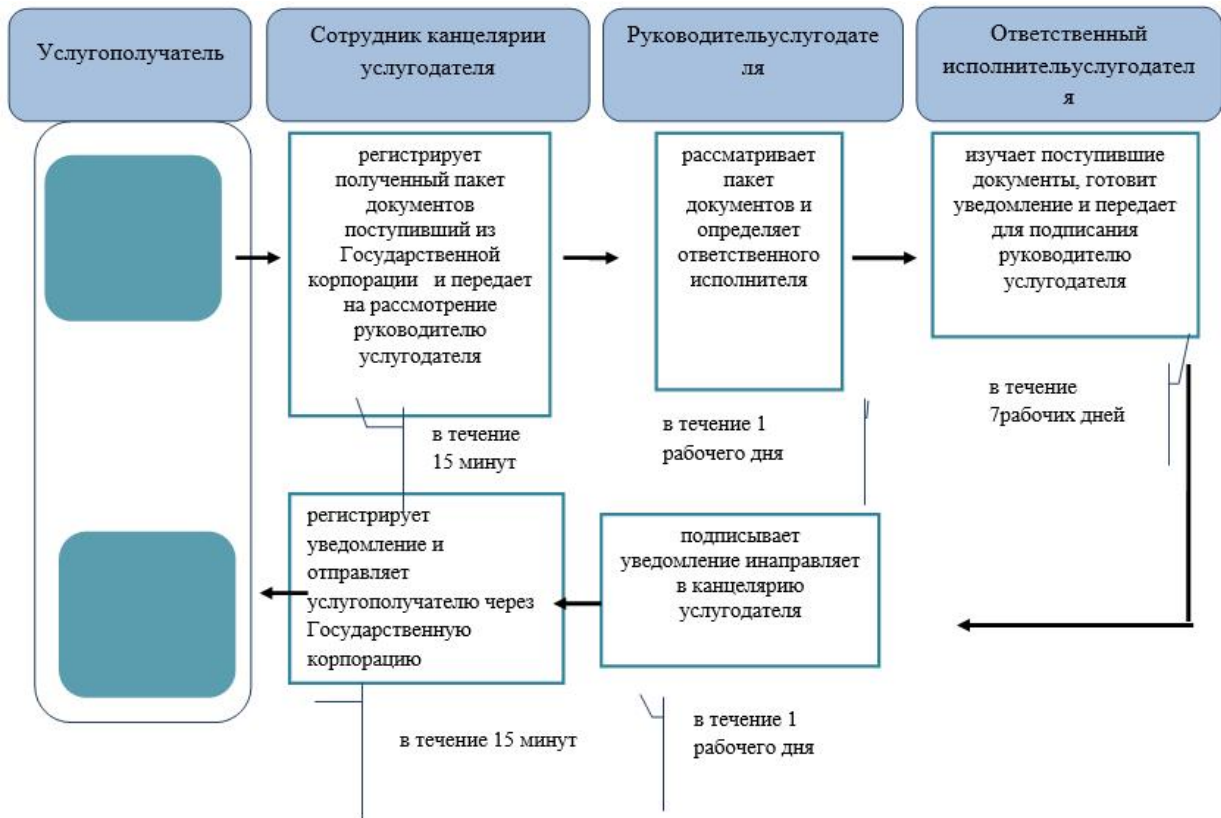 Услугополучатель
Сотрудник канцелярии
услугодателя
Руководительуслугодате
ля
Ответственный
исполнительуслугодател
я
регистрирует
полученный пакет
документов
поступивший из
Государственной
корпорации и передает
на рассмотрение
руководителю
услугодателя
рассматривает
пакет
документов и
определяет
ответственного
исполнителя
изучает поступившие
документы, готовит
уведомление и передает
для подписания
руководителю
услугодателя
в течение
15 минут
в течение 1
рабочего дня
в течение
7рабочих дней
регистрирует
уведомление и
отправляет
услугополучателю через
Государственную
корпорацию
подписывает
уведомление инаправляет
в канцелярию
услугодателя
в течение 15 минут
в течение 1
рабочего дня